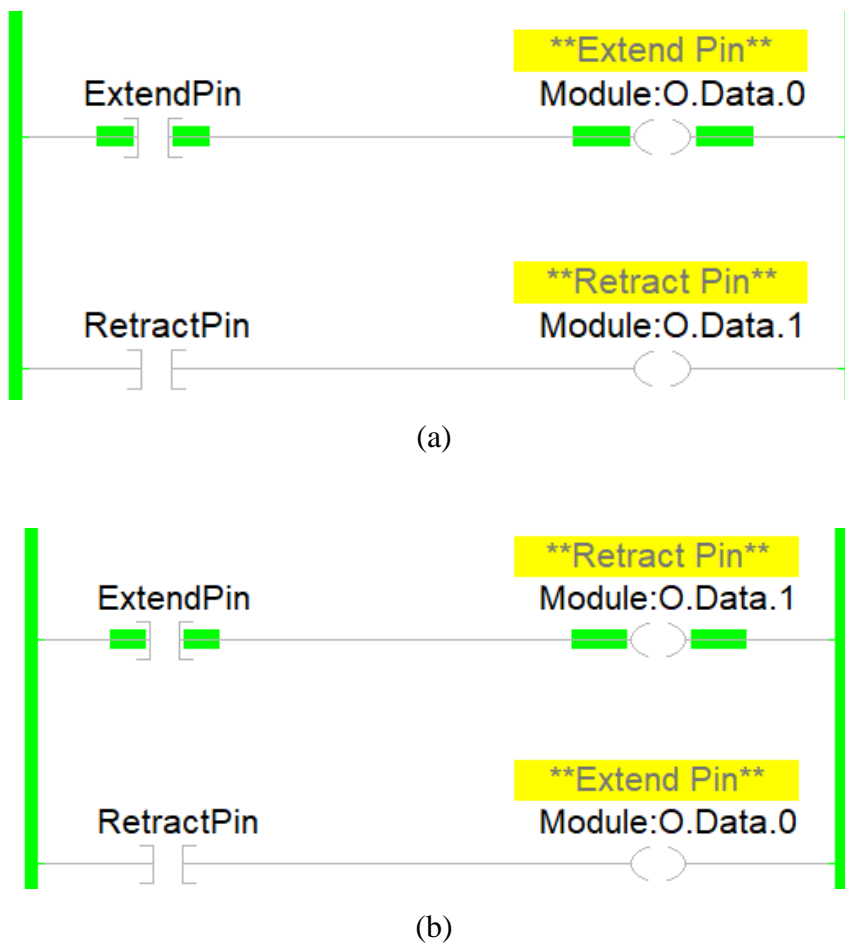 **Extend Pin**
ExtendPin Module:O.Data.0
**Retract Pin**
RetractPin Module:O.Data.1
(a)
**Retract Pin**
ExtendPin Module:O.Data.1
**Extend Pin**
RetractPin Module:O.Data.0
(b)